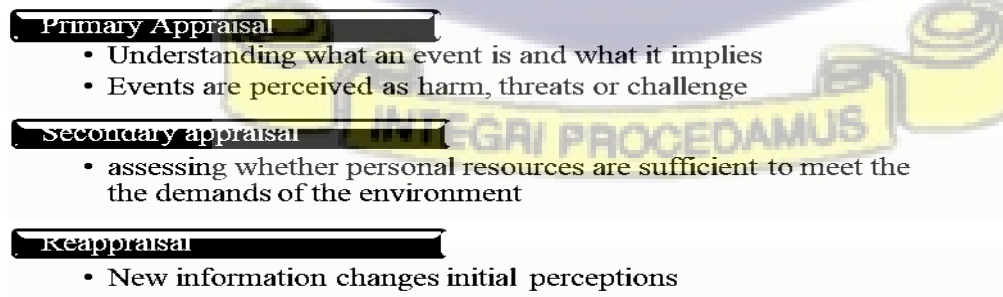 Primary Appraisal
• Understanding what an event is and what it implies
• Events are perceived as harm, threats or challenge
INTEGRI PROCEDAMUS
Secondary appraisal
• assessing whether personal resources are sufficient to meet the
the demands of the environment
Reappraisal
• New information changes initial perceptions